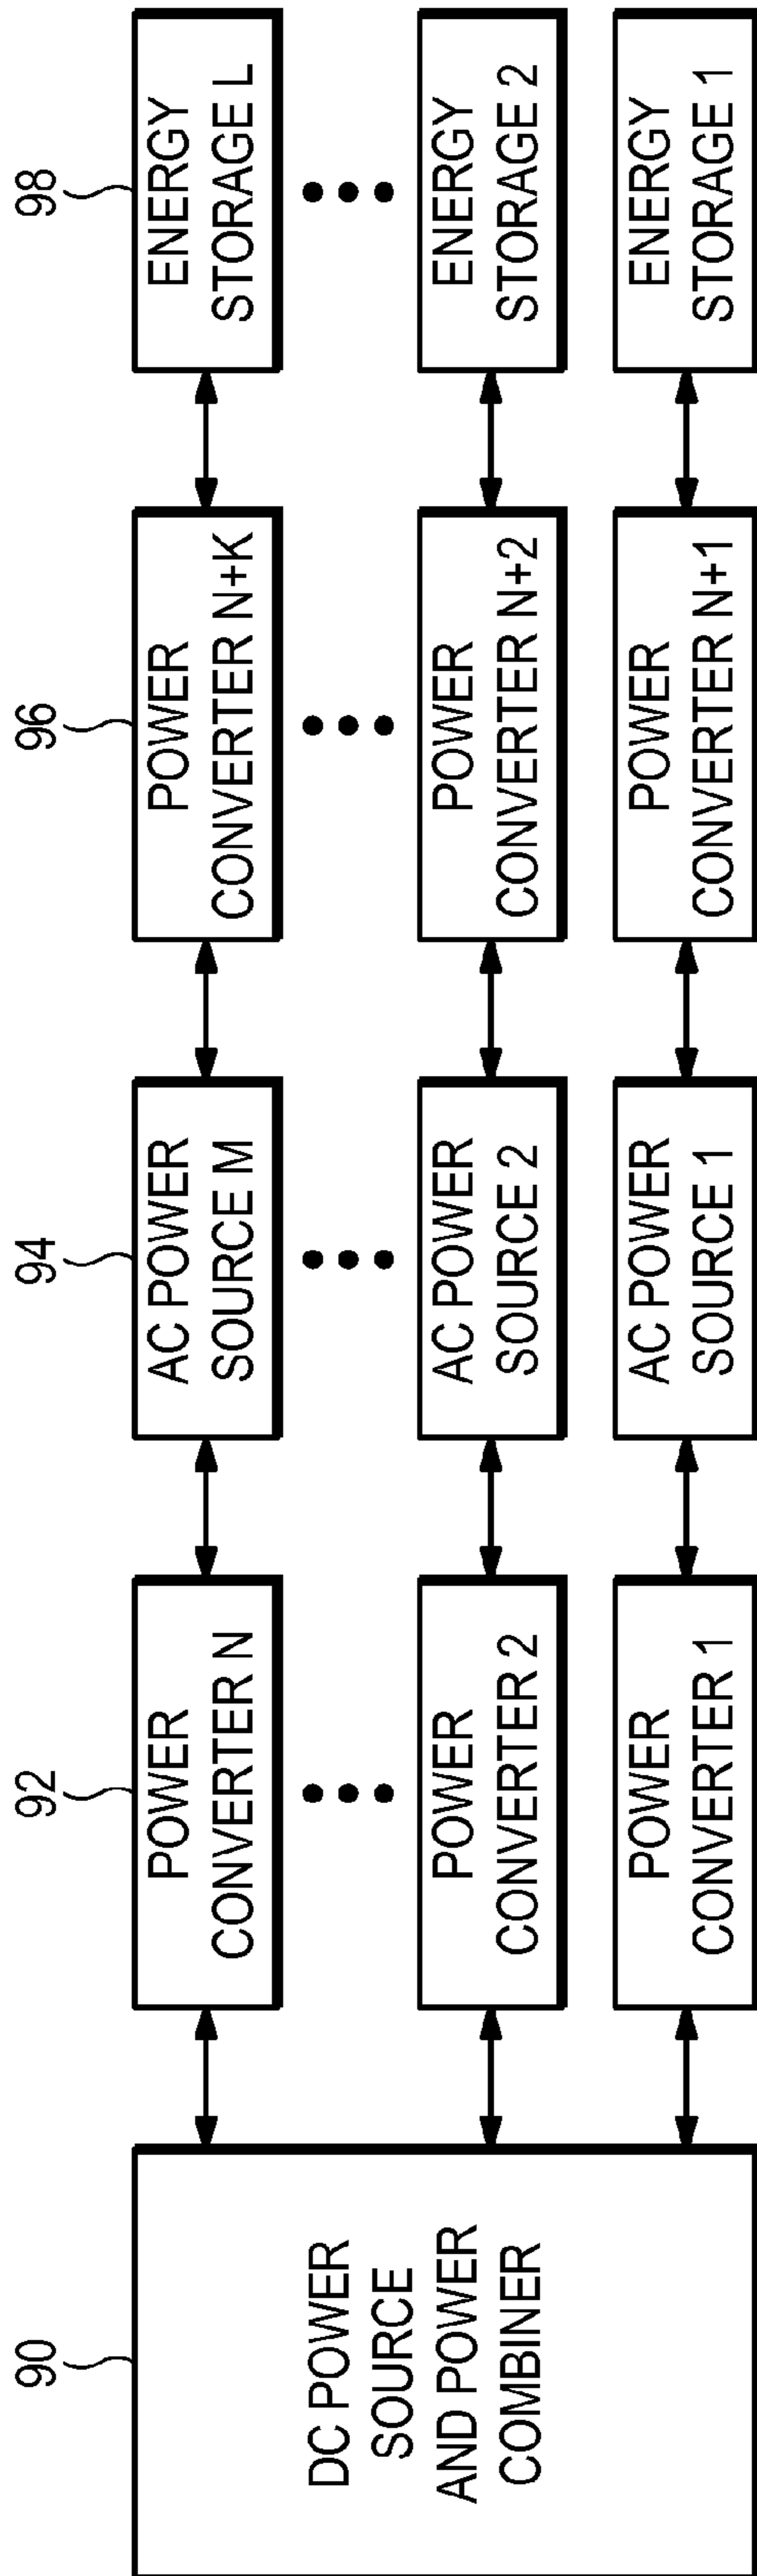 90
DC POWER
SOURCE
AND POWER
COMBINER
92
POWER
CONVERTER N
POWER
CONVERTER 2
POWER
CONVERTER 1
94
AC POWER
SOURCE M
AC POWER
SOURCE 2
AC POWER
SOURCE 1
96
POWER
CONVERTER N+K
POWER
CONVERTER N+2
POWER
CONVERTER N+1
98
ENERGY
STORAGE L
ENERGY
STORAGE 2
ENERGY
STORAGE 1